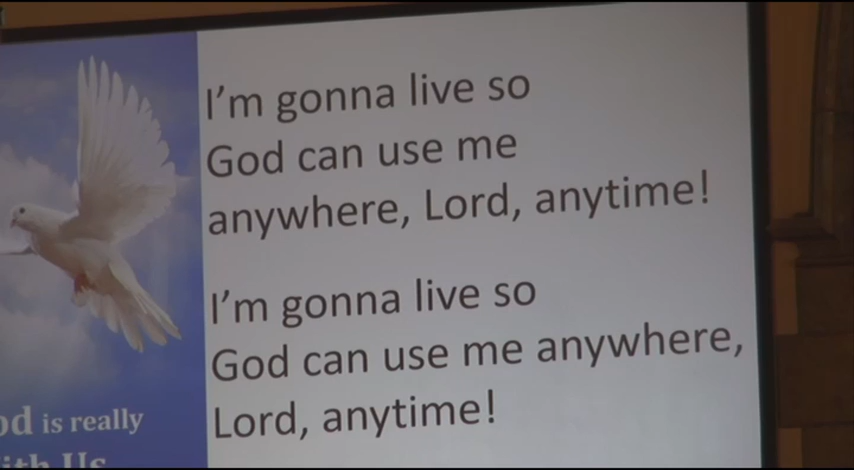 I'm gonna live so
God can use me
anywhere, Lord, anytime!
I'm gonna live so
God can use me anywhere,
Lord, anytime!
is really
Us